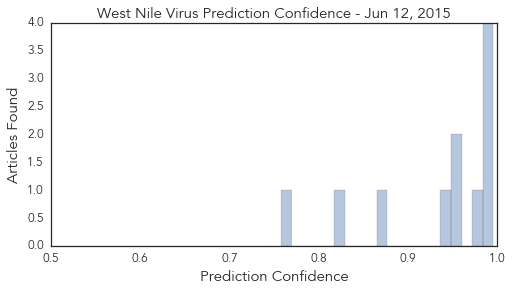 West Nile Virus Prediction Confidence - Jun 12, 2015
4.0
3.5
3.0
2.5
2.0
1.5
1.0
0.5
0.0
Articles Found
0.5 0.6 0.7 0.8 0.9 1.0
Prediction Confidence